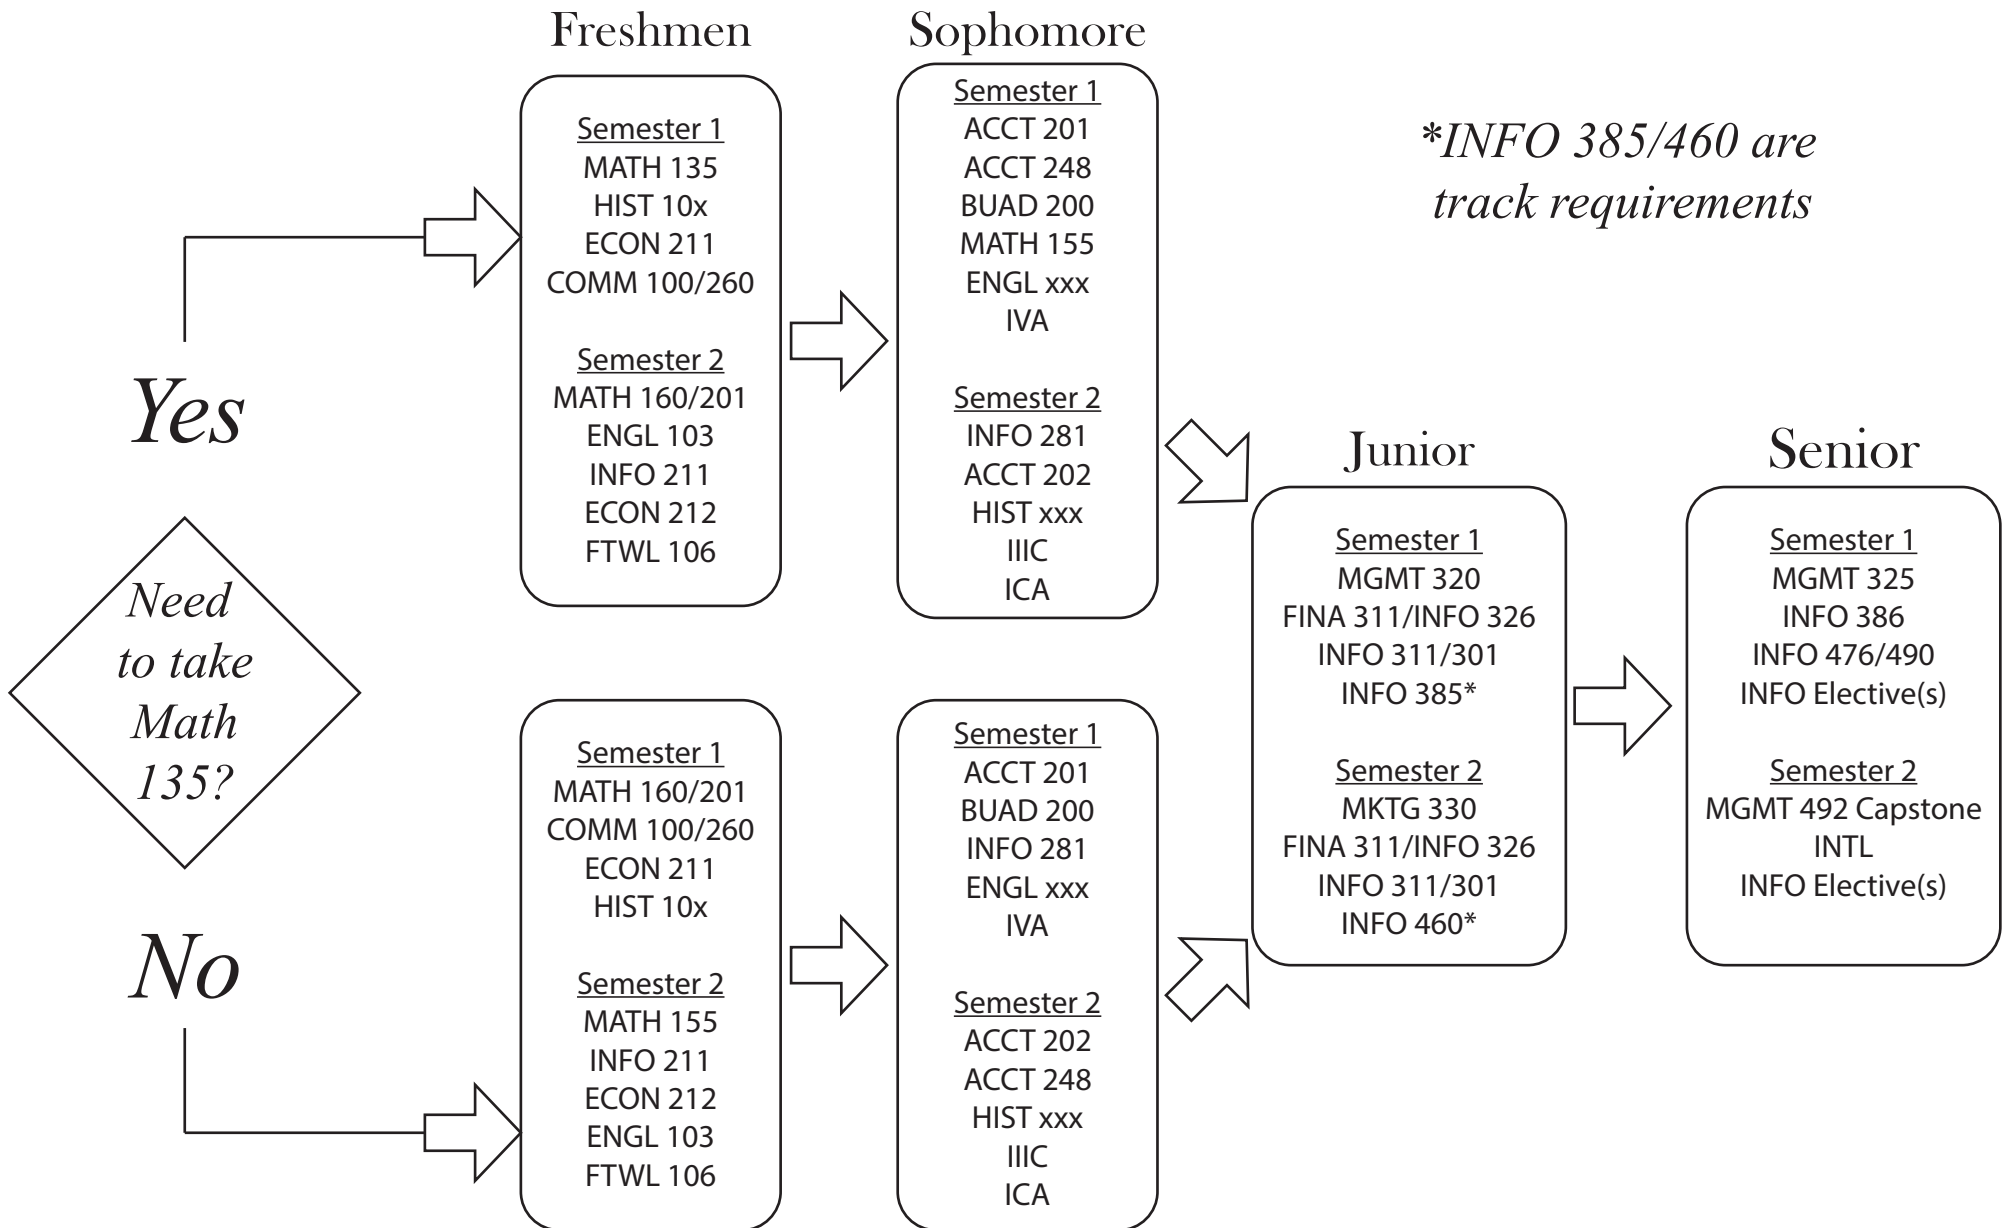 Freshmen
Semester 1
MATH 135
HIST 10x
ECON 211
COMM 100/260
Semester 2
MATH 160/201
ENGL 103
INFO 211
ECON 212
FTWL 106
Sophomore
Semester 1
ACCT 201
ACCT 248
BUAD 200
MATH 155
ENGL xxx
IVA
Semester 2
INFO 281
ACCT 202
HIST xxx
IIIC
ICA
*INFO 385/460 are
track requirements
Yes
Need
to take
Math
135?
No
Semester 1
MATH 160/201
COMM 100/260
ECON 211
HIST 10x
Semester 2
MATH 155
INFO 211
ECON 212
ENGL 103
FTWL 106
Semester 1
ACCT 201
BUAD 200
INFO 281
ENGL xxx
IVA
Semester 2
ACCT 202
ACCT 248
HIST xxx
IIIC
ICA
Junior
Semester 1
MGMT 320
FINA 311/INFO 326
INFO 311/301
INFO 385*
Semester 2
MKTG 330
FINA 311/INFO 326
INFO 311/301
INFO 460*
Senior
Semester 1
MGMT 325
INFO 386
INFO 476/490
INFO Elective(s)
Semester 2
MGMT 492 Capstone
INTL
INFO Elective(s)